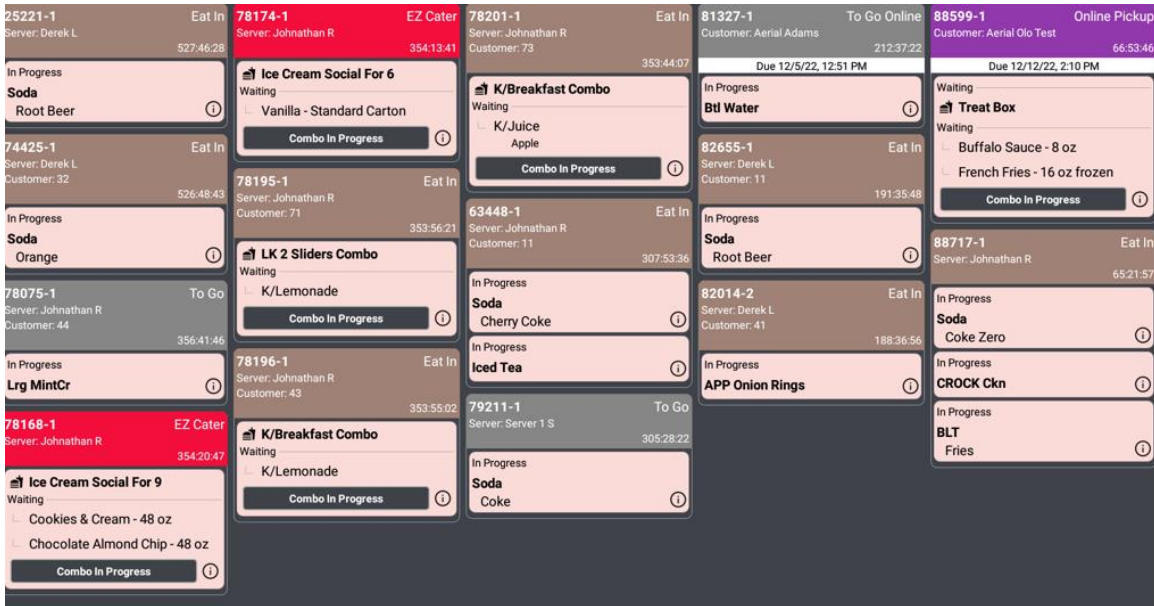 25221-1 Eat In
Server: Derek L
527:46:28
In Progress
Soda
Root Beer
74425-1 Eat In
Server: Derek L
Customer: 32
526:48:43
In Progress
Soda
Orange
78075-1 To Go
Server: Johnathan R
Customer: 44
356:41:46
In Progress
Lrg MintCr
78168-1 EZ Cater
Server: Johnathan R
354:20:47
Ice Cream Social For 9
Waiting
Cookies & Cream - 48 oz
Chocolate Almond Chip - 48 oz
Combo In Progress
78174-1 EZ Cater
Server: Johnathan R
354:13:41
Ice Cream Social For 6
Waiting
Vanilla - Standard Carton
Combo In Progress
78195-1 Eat In
Server: Johnathan R
Customer: 71
353:56:21
LK 2 Sliders Combo
Waiting
K/Lemonade
Combo In Progress
78196-1 Eat In
Server: Johnathan R
Customer: 43
353:55:02
K/Breakfast Combo
Waiting
K/Lemonade
Combo In Progress
78201-1 Eat In
Server: Johnathan R
Customer: 73
353:44:07
K/Breakfast Combo
Waiting
K/Juice
Apple
Combo In Progress
63448-1 Eat In
Server: Johnathan R
Customer: 11
307:53:36
In Progress
Soda
Cherry Coke
In Progress
Iced Tea
79211-1 To Go
Server: Server 1 S
305:28:22
In Progress
Soda
Coke
81327-1 To Go Online
Customer: Aerial Adams
212:37:22
Due 12/5/22, 12:51 PM
In Progress
Btl Water
82655-1 Eat In
Server: Derek L
Customer: 11
191:35:48
In Progress
Soda
Root Beer
82014-2 Eat In
Server: Derek L
Customer: 41
188:36:56
In Progress
APP Onion Rings
88599-1 Online Pickup
Customer: Aerial Olo Test
66:53:46
Due 12/12/22, 2:10 PM
Waiting
Treat Box
Waiting
Buffalo Sauce - 8 oz
French Fries - 16 oz frozen
Combo In Progress
88717-1 Eat In
Server: Johnathan R
65:21:57
In Progress
Soda
Coke Zero
In Progress
CROCK Ckn
In Progress
BLT
Fries